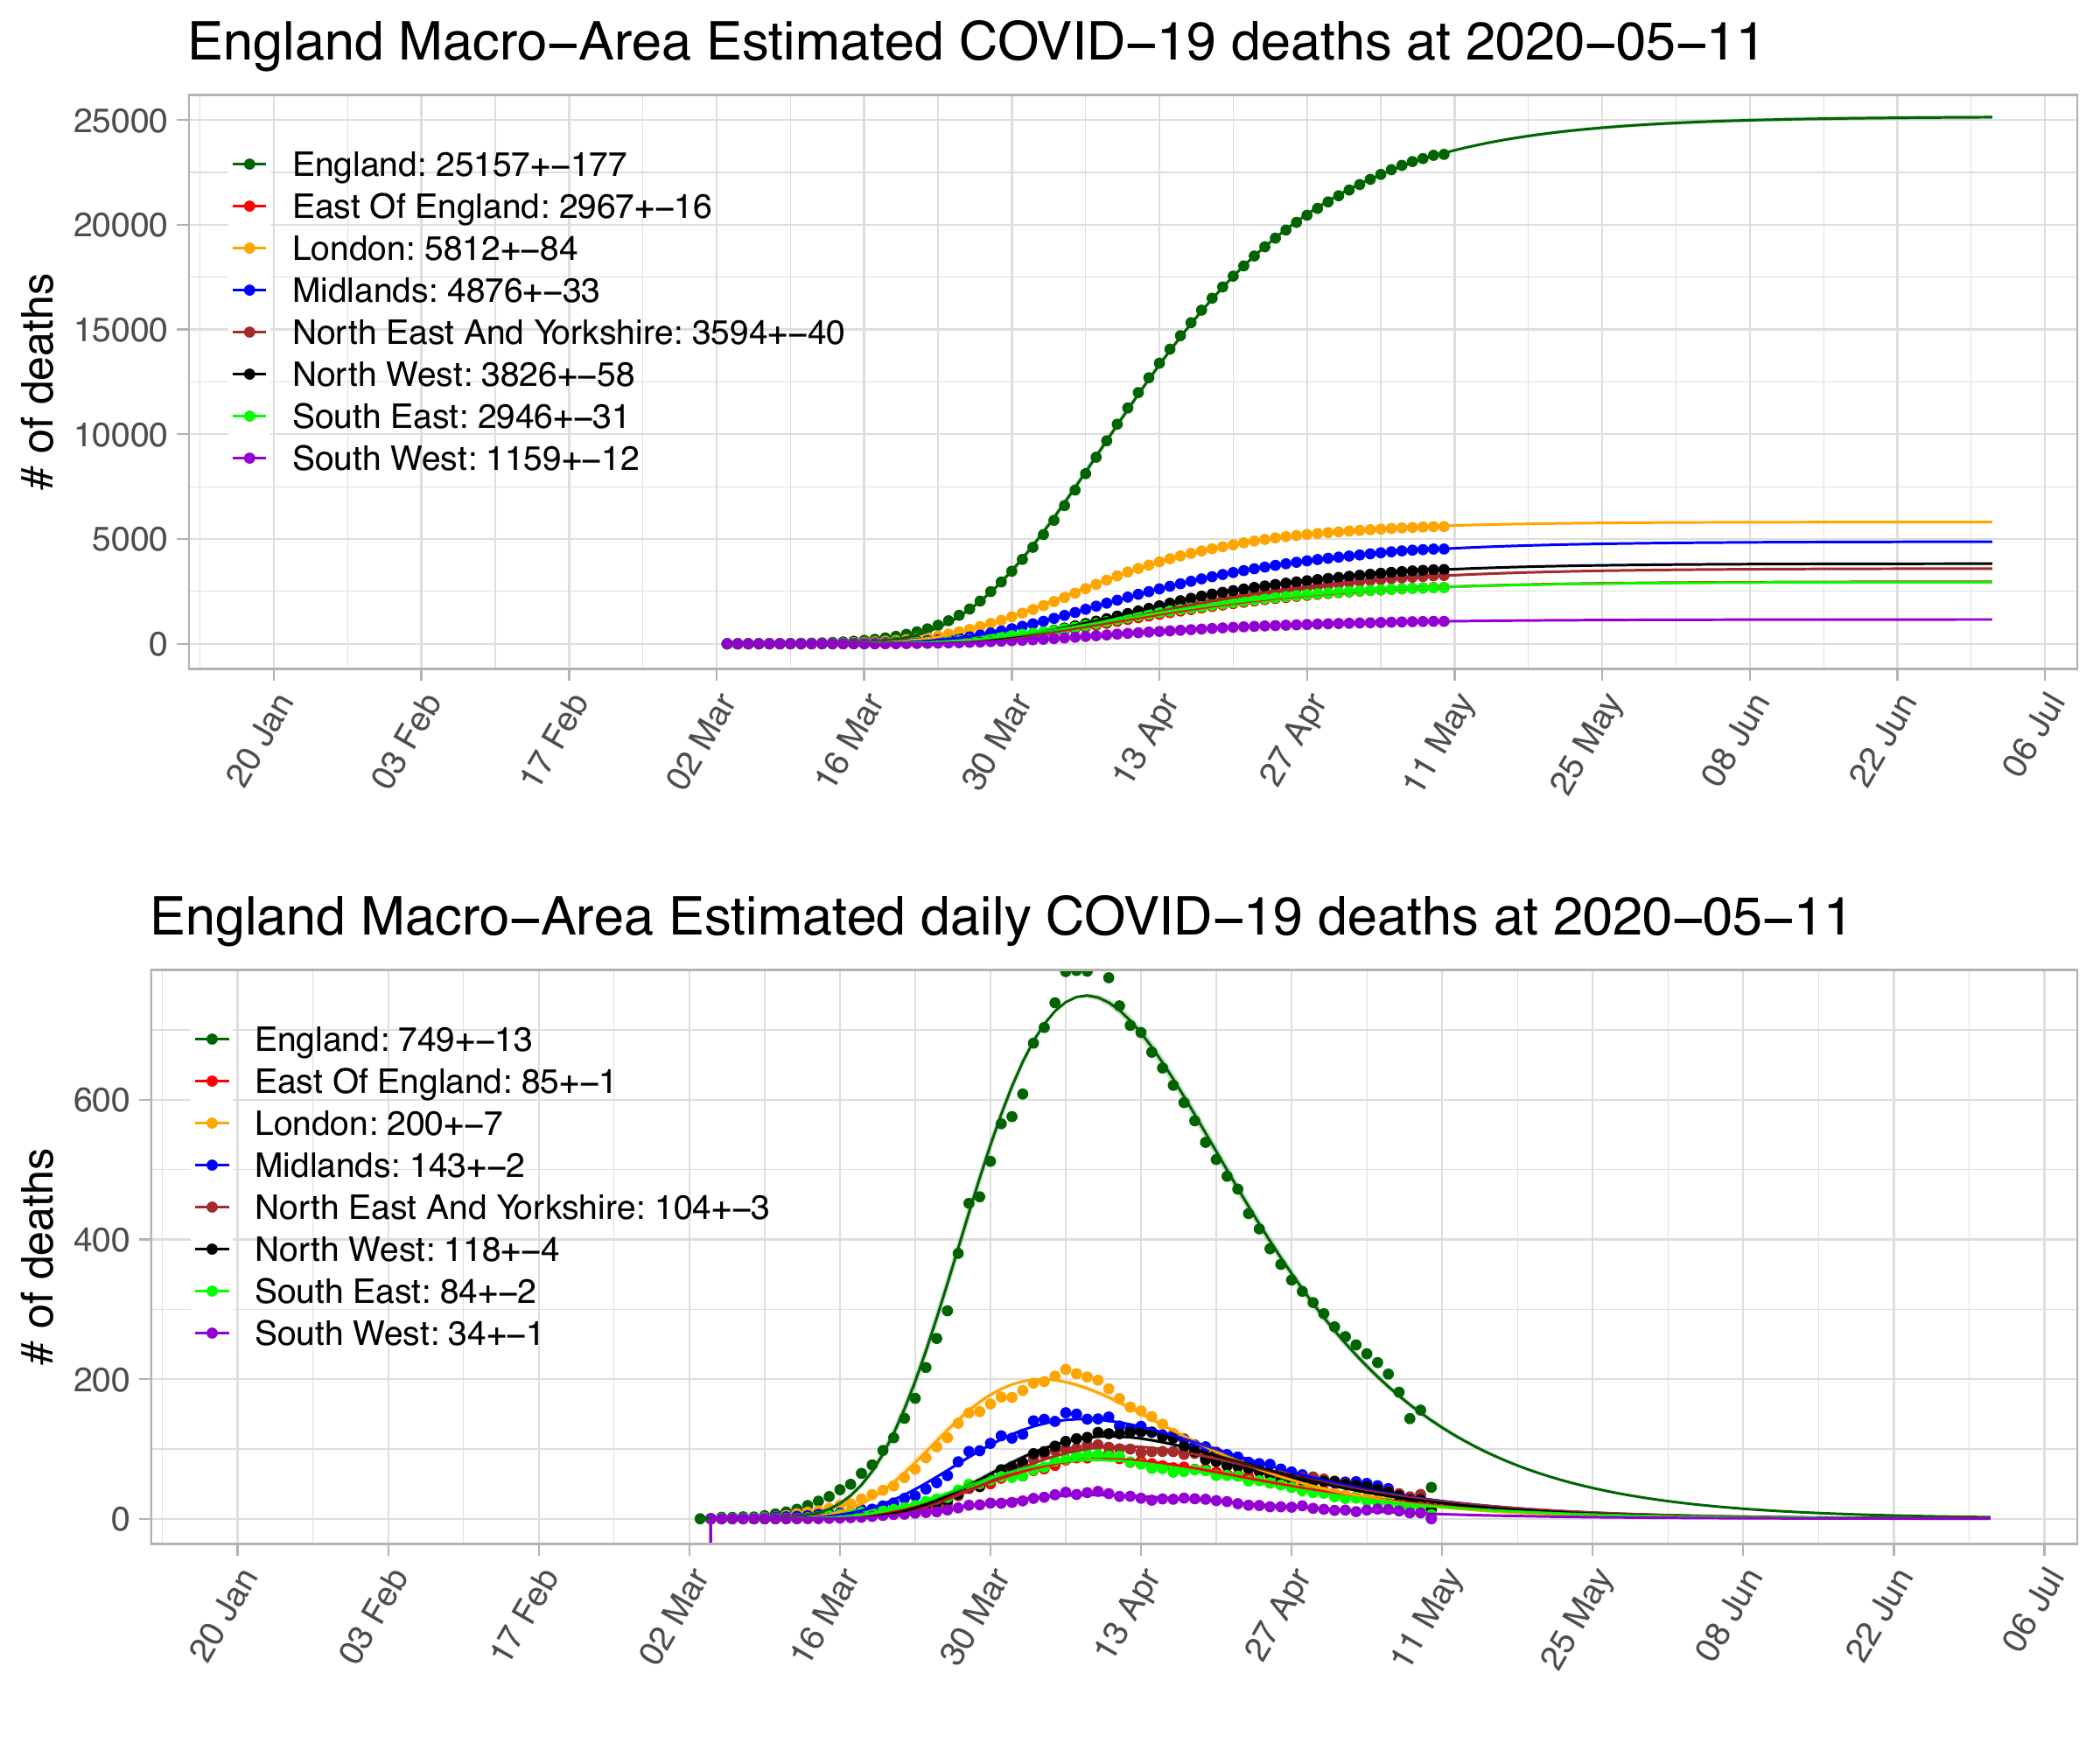 England Macro−Area Estimated COVID−19 deaths at 2020−05−11
# of deaths
25000
20000
15000
10000
5000
0
England: 25157+−177
East Of England: 2967+−16
London: 5812+−84
Midlands: 4876+−33
North East And Yorkshire: 3594+−40
North West: 3826+−58
South East: 2946+−31
South West: 1159+−12
20 Jan
03 Feb
17 Feb
02 Mar
16 Mar
30 Mar
13 Apr
27 Apr
11 May
25 May
08 Jun
22 Jun
06 Jul
England Macro−Area Estimated daily COVID−19 deaths at 2020−05−11
# of deaths
600
400
200
0
England: 749+−13
East Of England: 85+−1
London: 200+−7
Midlands: 143+−2
North East And Yorkshire: 104+−3
North West: 118+−4
South East: 84+−2
South West: 34+−1
20 Jan
03 Feb
17 Feb
02 Mar
16 Mar
30 Mar
13 Apr
27 Apr
11 May
25 May
08 Jun
22 Jun
06 Jul